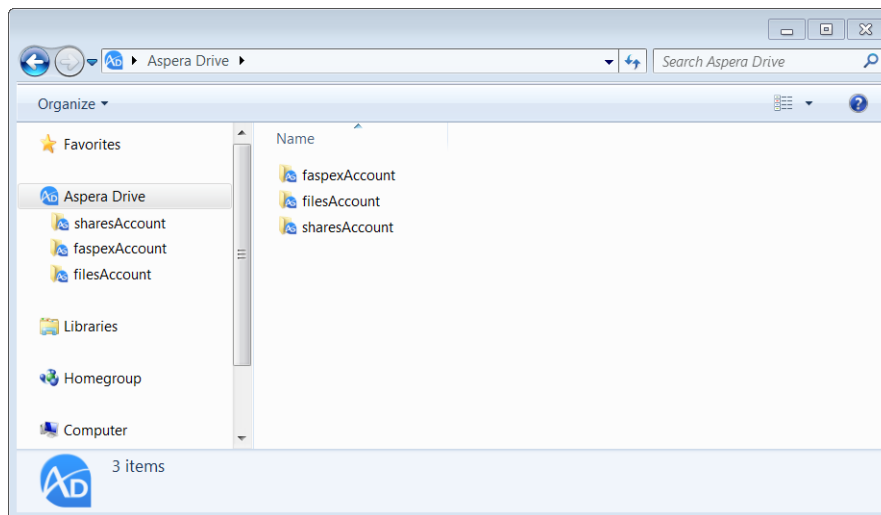 Aspera Drive
Search Aspera Drive
Organize
Favorites
Aspera Drive
sharesAccount
faspexAccount
filesAccount
Libraries
Homegroup
Computer
Name
faspexAccount
filesAccount
sharesAccount
AD
3 items